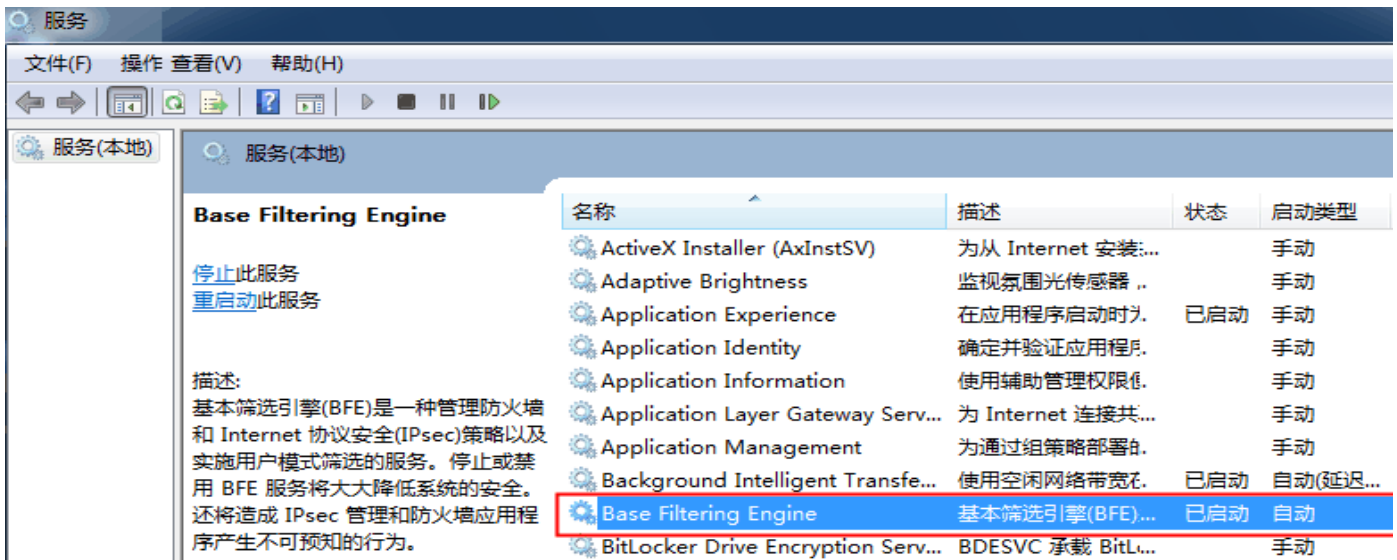 服务
文件(F) 操作 查看(V) 帮助(H)
服务(本地)
服务(本地)
Base Filtering Engine
停止此服务
重启动此服务
描述:
基本筛选引擎(BFE)是一种管理防火墙
和 Internet 协议安全(IPsec)策略以及
实施用户模式筛选的服务。停止或禁
用 BFE 服务将大大降低系统的安全。
还将造成 IPsec 管理和防火墙应用程
序产生不可预知的行为。
名称 描述 状态 启动类型
ActiveX Installer (AxInstSV) 为从 Internet 安装... 手动
Adaptive Brightness 监视氛围光传感器 , 手动
Application Experience 在应用程序启动时 已启动 手动
Application Identity 确定并验证应用程 手动
Application Information 使用辅助管理权限 手动
Application Layer Gateway Serv... 为 Internet 连接共... 手动
Application Management 为通过组策略部署的 手动
Background Intelligent Transfe... 使用空闲网络带宽 已启动 自动(延迟...
Base Filtering Engine 基本筛选引擎(BFE)... 已启动 自动
BitLocker Drive Encryption Serv... BDESVC 承载 BitL... 手动